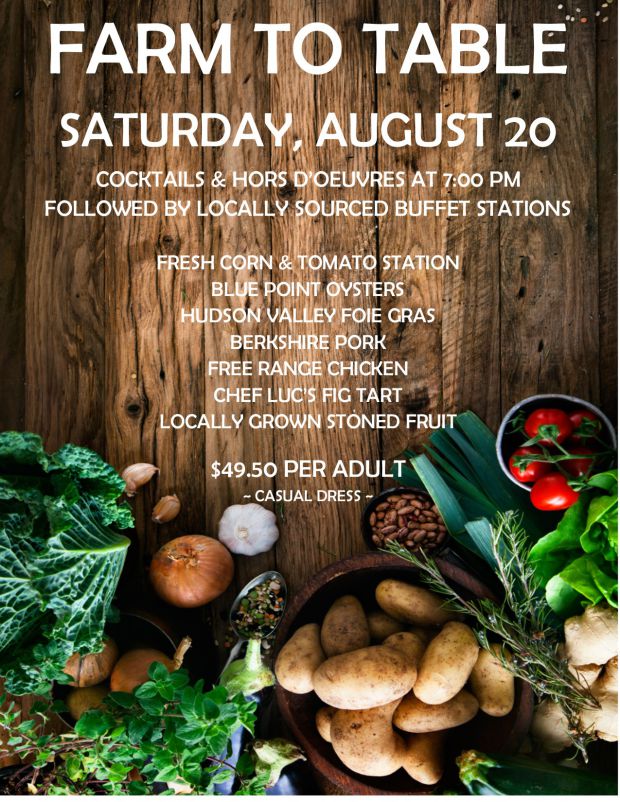 FARM TO TABLE
SATURDAY, AUGUST 20
COCKTAILS & HORS D'OEUVRES AT 7:00 PM
FOLLOWED BY LOCALLY SOURCED BUFFET STATIONS
FRESH CORN & TOMATO STATION
BLUE POINT OYSTERS
HUDSON VALLEY FOIE GRAS
BERKSHIRE PORK
FREE RANGE CHICKEN
CHEF LUC'S FIG TART
LOCALLY GROWN STONED FRUIT
$49.50 PER ADULT
~ CASUAL DRESS ~